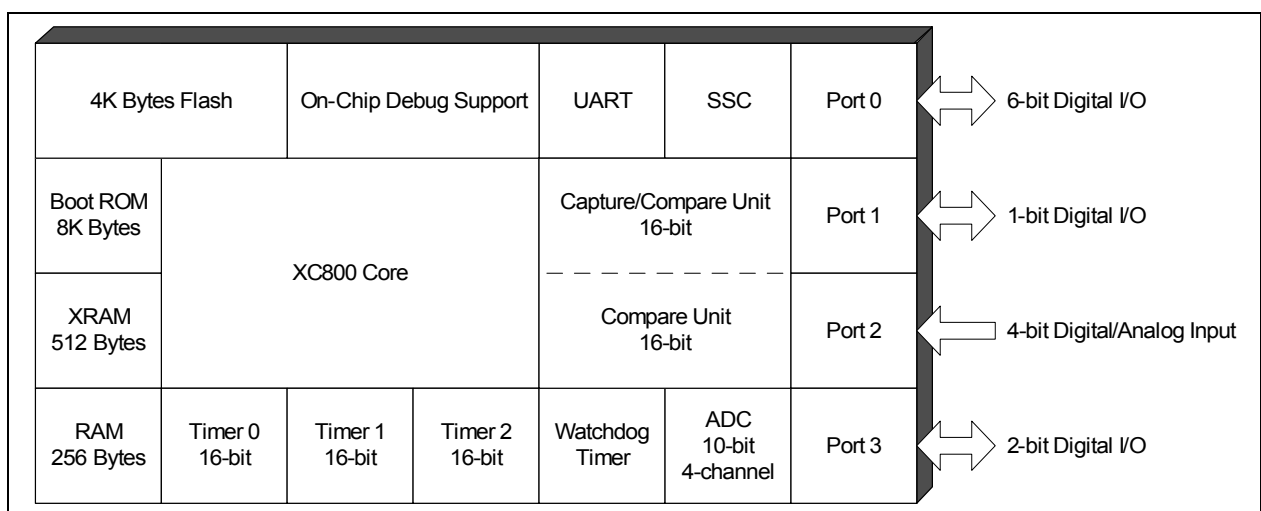 4K Bytes Flash
On-Chip Debug Support
UART
SSC
Port 0
6-bit Digital I/O
Boot ROM
8K Bytes
XC800 Core
Capture/Compare Unit
16-bit
Port 1
1-bit Digital I/O
XRAM
512 Bytes
Compare Unit
16-bit
Port 2
4-bit Digital/Analog Input
RAM
256 Bytes
Timer 0
16-bit
Timer 1
16-bit
Timer 2
16-bit
Watchdog
Timer
ADC
10-bit
4-channel
Port 3
2-bit Digital I/O